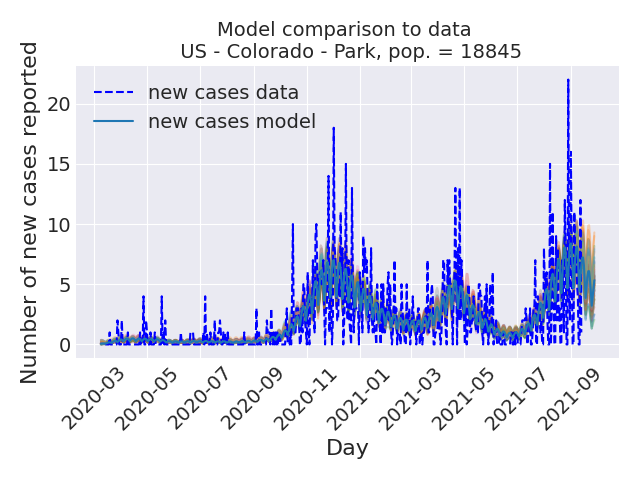 Model comparison to data
US - Colorado - Park, pop. = 18845
Number of new cases reported
20
15
10
5
0
new cases data
new cases model
2020-03
2020-05
2020-07
2020-09
2020-11
2021-01
2021-03
2021-05
2021-07
2021-09
Day